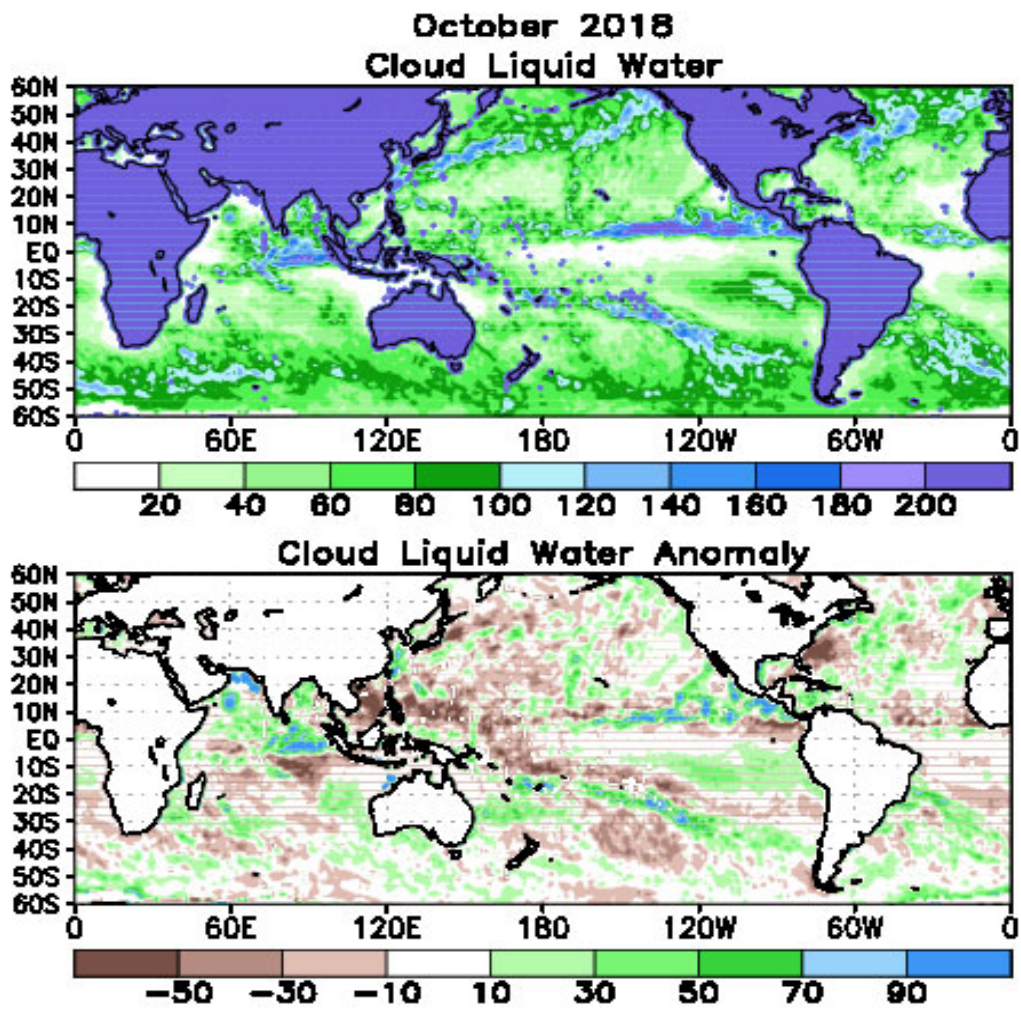 October 2018
Cloud Liquid Water
60N
50N
40N
30N
20N
10N
EQ
10S
20S
30S
40S
50S
60S
0 60E 120E 180 120W 60W 0
20 40 60 80 100 120 140 160 180 200
Cloud Liquid Water Anomaly
60N
50N
40N
30N
20N
10N
EQ
10S
20S
30S
40S
50S
60S
0 60E 120E 180 120W 60W 0
-50 -30 -10 10 30 50 70 90